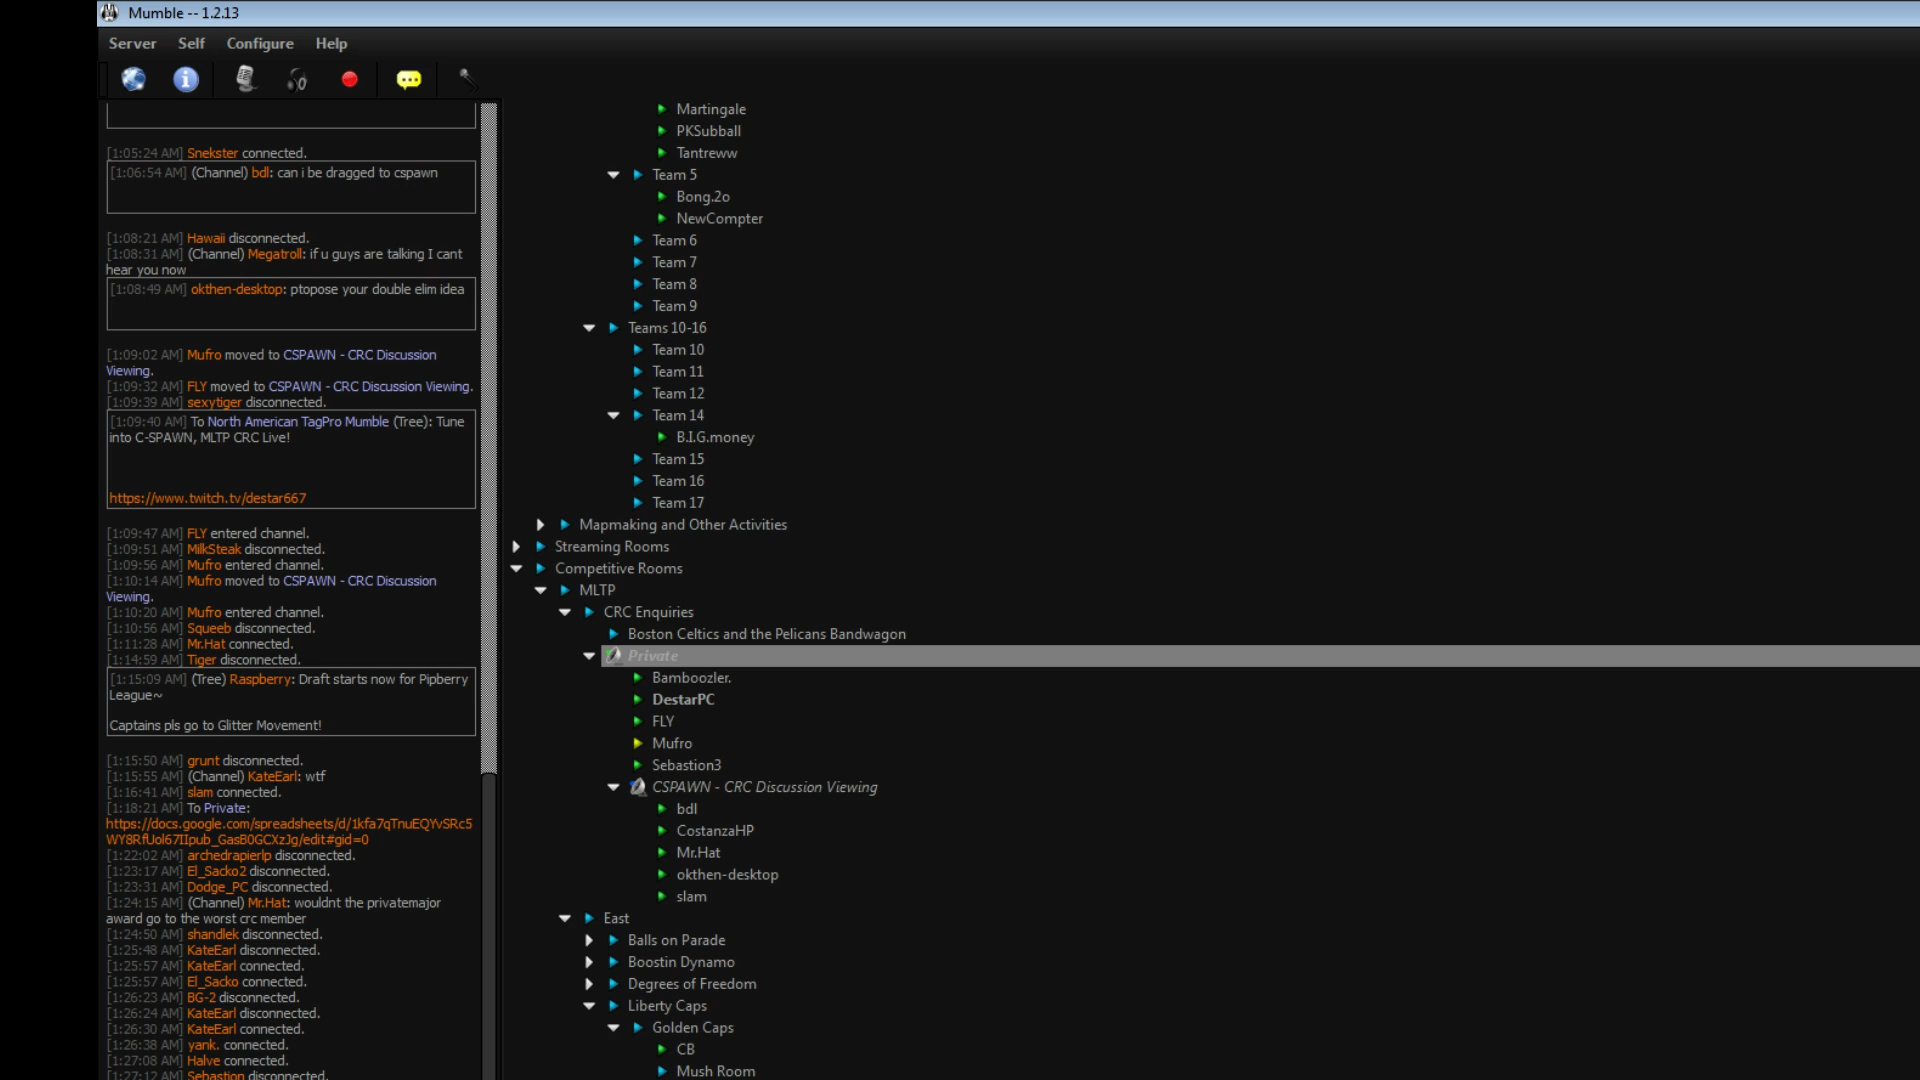 Mumble -- 1.2.13
Server Self Configure Help
[1:05:24 AM] Snekster connected.
[1:06:54 AM] (Channel) bdl: can i be dragged to cspawn
[1:08:21 AM] Hawaii disconnected.
[1:08:31 AM] (Channel) Megatroll: if u guys are talking I cant
hear you now
[1:08:49 AM] okthen-desktop: ptopose your double elim idea
[1:09:02 AM] Mufro moved to CSPAWN - CRC Discussion
Viewing.
[1:09:32 AM] FLY moved to CSPAWN - CRC Discussion Viewing.
[1:09:39 AM] sexytiger disconnected.
[1:09:40 AM] To North American TagPro Mumble (Tree): Tune
into C-SPAWN, MLTP CRC Live!
https://www.twitch.tv/destar667
[1:09:47 AM] FLY entered channel.
[1:09:51 AM] MilkSteak disconnected.
[1:09:56 AM] Mufro entered channel.
[1:10:14 AM] Mufro moved to CSPAWN - CRC Discussion
Viewing.
[1:10:20 AM] Mufro entered channel.
[1:10:56 AM] Squeeb disconnected.
[1:11:28 AM] Mr.Hat connected.
[1:14:59 AM] Tiger disconnected.
[1:15:09 AM] (Tree) Raspberry: Draft starts now for Pipberry
League~
Captains pls go to Glitter Movement!
[1:15:50 AM] grunt disconnected.
[1:15:55 AM] (Channel) KateEarl: wtf
[1:16:41 AM] slam connected.
[1:18:21 AM] To Private:
https://docs.google.com/spreadsheets/d/1kfa7qTnuEQYvSRc5
WY8RfUol67IIpub_GasB0GCXzJg/edit#gid=0
[1:22:02 AM] archedrapierlp disconnected.
[1:23:17 AM] El_Sacko2 disconnected.
[1:23:31 AM] Dodge_PC disconnected.
[1:24:15 AM] (Channel) Mr.Hat: wouldnt the privatemajor
award go to the worst crc member
[1:24:50 AM] shandlek disconnected.
[1:25:48 AM] KateEarl disconnected.
[1:25:57 AM] KateEarl connected.
[1:25:57 AM] El_Sacko connected.
[1:26:23 AM] BG-2 disconnected.
[1:26:24 AM] KateEarl disconnected.
[1:26:30 AM] KateEarl connected.
[1:26:38 AM] yank. connected.
[1:27:08 AM] Halve connected.
[1:27:12 AM] Sebastion disconnected.
Martingale
PKSubball
Tantreww
Team 5
Bong.2o
NewCompter
Team 6
Team 7
Team 8
Team 9
Teams 10-16
Team 10
Team 11
Team 12
Team 14
B.I.G.money
Team 15
Team 16
Team 17
Mapmaking and Other Activities
Streaming Rooms
Competitive Rooms
MLTP
CRC Enquiries
Boston Celtics and the Pelicans Bandwagon
Private
Bamboozler.
DestarPC
FLY
Mufro
Sebastion3
CSPAWN - CRC Discussion Viewing
bdl
CostanzaHP
Mr.Hat
okthen-desktop
slam
East
Balls on Parade
Boostin Dynamo
Degrees of Freedom
Liberty Caps
Golden Caps
CB
Mush Room